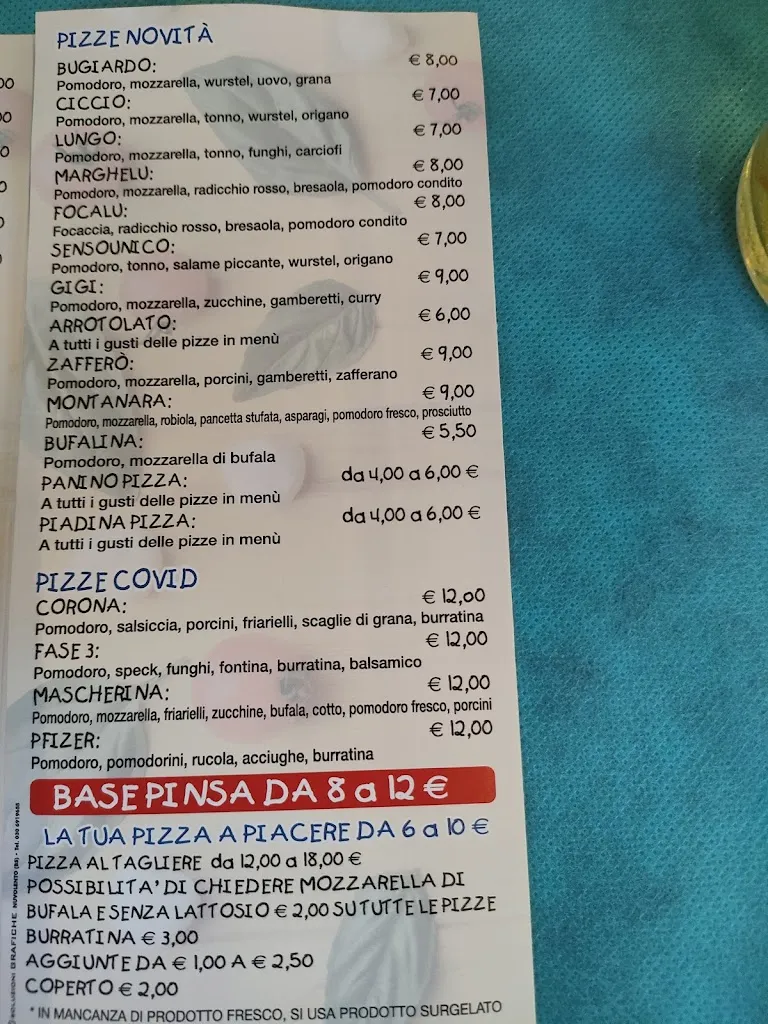 PIZZE NOVITÀ
BUGIARDO: € 8,00
Pomodoro, mozzarella, wurstel, uovo, grana
CICCIO: € 7,00
Pomodoro, mozzarella, tonno, wurstel, origano
LUNGO: € 7,00
Pomodoro, mozzarella, tonno, funghi, carciofi
MARGHELU: € 8,00
Pomodoro, mozzarella, radicchio rosso, bresaola, pomodoro condito
FOCALU: € 8,00
Focaccia, radicchio rosso, bresaola, pomodoro condito
SENSOUNICO: € 7,00
Pomodoro, tonno, salame piccante, wurstel, origano
GIGI: € 9,00
Pomodoro, mozzarella, zucchine, gamberetti, curry
ARROTOLATO: € 6,00
A tutti i gusti delle pizze in menù
ZAFFERÒ: € 9,00
Pomodoro, mozzarella, porcini, gamberetti, zafferano
MONTANARA: € 9,00
Pomodoro, mozzarella, robiola, pancetta stufata, asparagi, pomodoro fresco, prosciutto
BUFALINA: € 5,50
Pomodoro, mozzarella di bufala
PANINO PIZZA: da 4,00 a 6,00 €
A tutti i gusti delle pizze in menù
PIADINA PIZZA: da 4,00 a 6,00 €
A tutti i gusti delle pizze in menù
PIZZE COVID
CORONA: € 12,00
Pomodoro, salsiccia, porcini, friarielli, scaglie di grana, burratina
FASE 3: € 12,00
Pomodoro, speck, funghi, fontina, burratina, balsamico
MASCHERINA: € 12,00
Pomodoro, mozzarella, friarielli, zucchine, bufala, cotto, pomodoro fresco, porcini
PFIZER: € 12,00
Pomodoro, pomodorini, rucola, acciughe, burratina
BASE PINSA DA 8 a 12 €
LA TUA PIZZA A PIACERE DA 6 a 10 €
PIZZA AL TAGLIERE da 12,00 a 18,00 €
POSSIBILITA' DI CHIEDERE MOZZARELLA DI
BUFALA E SENZA LATTOSIO € 2,00 SU TUTTE LE PIZZE
BURRATINA € 3,00
AGGIUNTE DA € 1,00 A € 2,50
COPERTO € 2,00
* IN MANCANZA DI PRODOTTO FRESCO, SI USA PRODOTTO SURGELATO